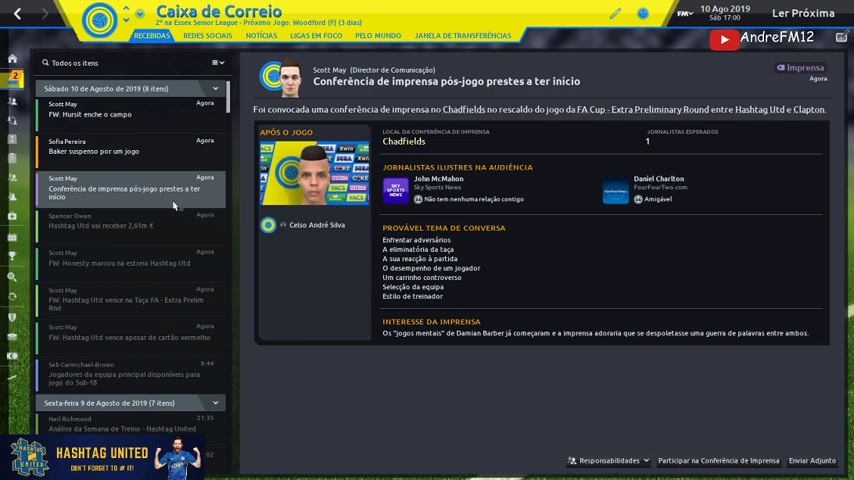 Caixa de Correio
2º na Essex Senior League - Próximo Jogo: Woodford (F) (3 dias)
FM
10 Ago 2019
Sáb 17:00
Ler Próxima
RECEBIDAS
REDES SOCIAIS
NOTÍCIAS
LIGAS EM FOCO
PELO MUNDO
JANELA DE TRANSFERÊNCIAS
AndreFM12
Todos os itens
2
Sábado 10 de Agosto de 2019 (8 itens)
Scott May
Agora
FW: Hursit enche o campo
Sofia Pereira
Agora
Baker suspenso por um jogo
Scott May
Agora
Conferência de imprensa pós-jogo prestes a ter
início
Spencer Owen
Agora
Hashtag Utd vai receber 2,61m €
Scott May
Agora
FW: Honesty marcou na estreia Hashtag Utd
Scott May
Agora
FW: Hashtag Utd vence na Taça FA - Extra Prelim
Rnd
Scott May
Agora
FW: Hashtag Utd vence apesar de cartão vermelho
Seb Carmichael-Brown
8:44
Jogadores da equipa principal disponíveis para
jogo do Sub-18
Sexta-feira 9 de Agosto de 2019 (7 itens)
Neil Richmond
21:35
Análise da Semana de Treino - Hashtag United
HASHTAG UNITED
DON'T FORGET TO # IT!
Scott May (Director de Comunicação)
Conferência de imprensa pós-jogo prestes a ter início
Imprensa
Agora
Foi convocada uma conferência de imprensa no Chadfields no rescaldo do jogo da FA Cup - Extra Preliminary Round entre Hashtag Utd e Clapton.
APÓS O JOGO
Celso André Silva
LOCAL DA CONFERÊNCIA DE IMPRENSA
Chadfields
JORNALISTAS ESPERADOS
1
JORNALISTAS ILUSTRES NA AUDIÊNCIA
SKY SPORTS NEWS
John McMahon
Sky Sports News
Não tem nenhuma relação contigo
Daniel Charlton
FourFourTwo.com
Amigável
PROVÁVEL TEMA DE CONVERSA
Enfrentar adversários
A eliminatória da taça
A sua reacção à partida
O desempenho de um jogador
Um carrinho controverso
Selecção da equipa
Estilo de treinador
INTERESSE DA IMPRENSA
Os "jogos mentais" de Damian Barber já começaram e a imprensa adoraria que se despoletasse uma guerra de palavras entre ambos.
Responsabilidades
Participar na Conferência de Imprensa
Enviar Adjunto